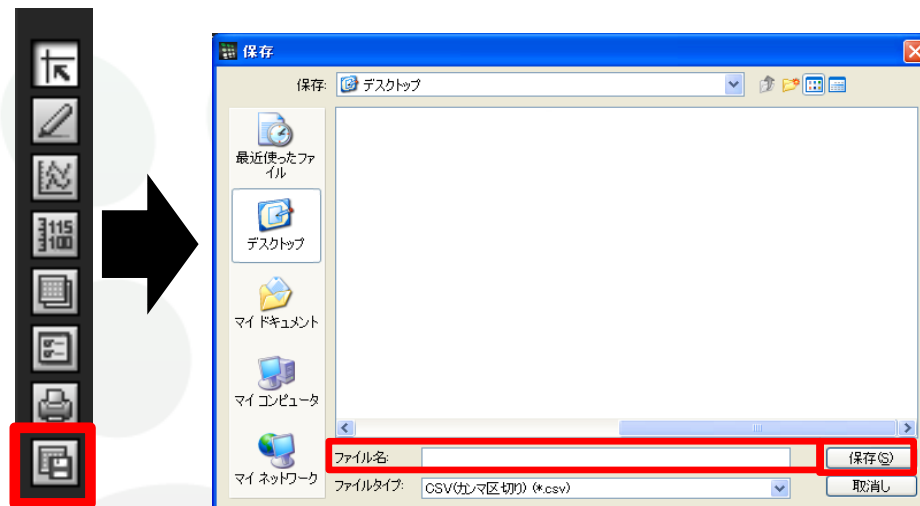 115
100
保存
保存:
デスクトップ
最近使ったファ
イル
デスクトップ
マイ ドキュメント
マイ コンピュータ
マイ ネットワーク
ファイル名:
保存(S)
ファイルタイプ:
CSV(カンマ区切り) (*.csv)
取消し